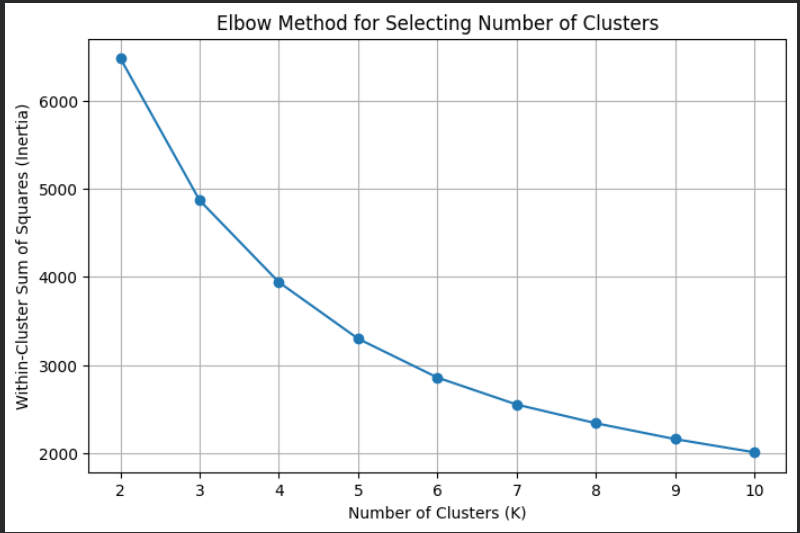 Elbow Method for Selecting Number of Clusters
Within-Cluster Sum of Squares (Inertia)
6000
5000
4000
3000
2000
2 3 4 5 6 7 8 9 10
Number of Clusters (K)